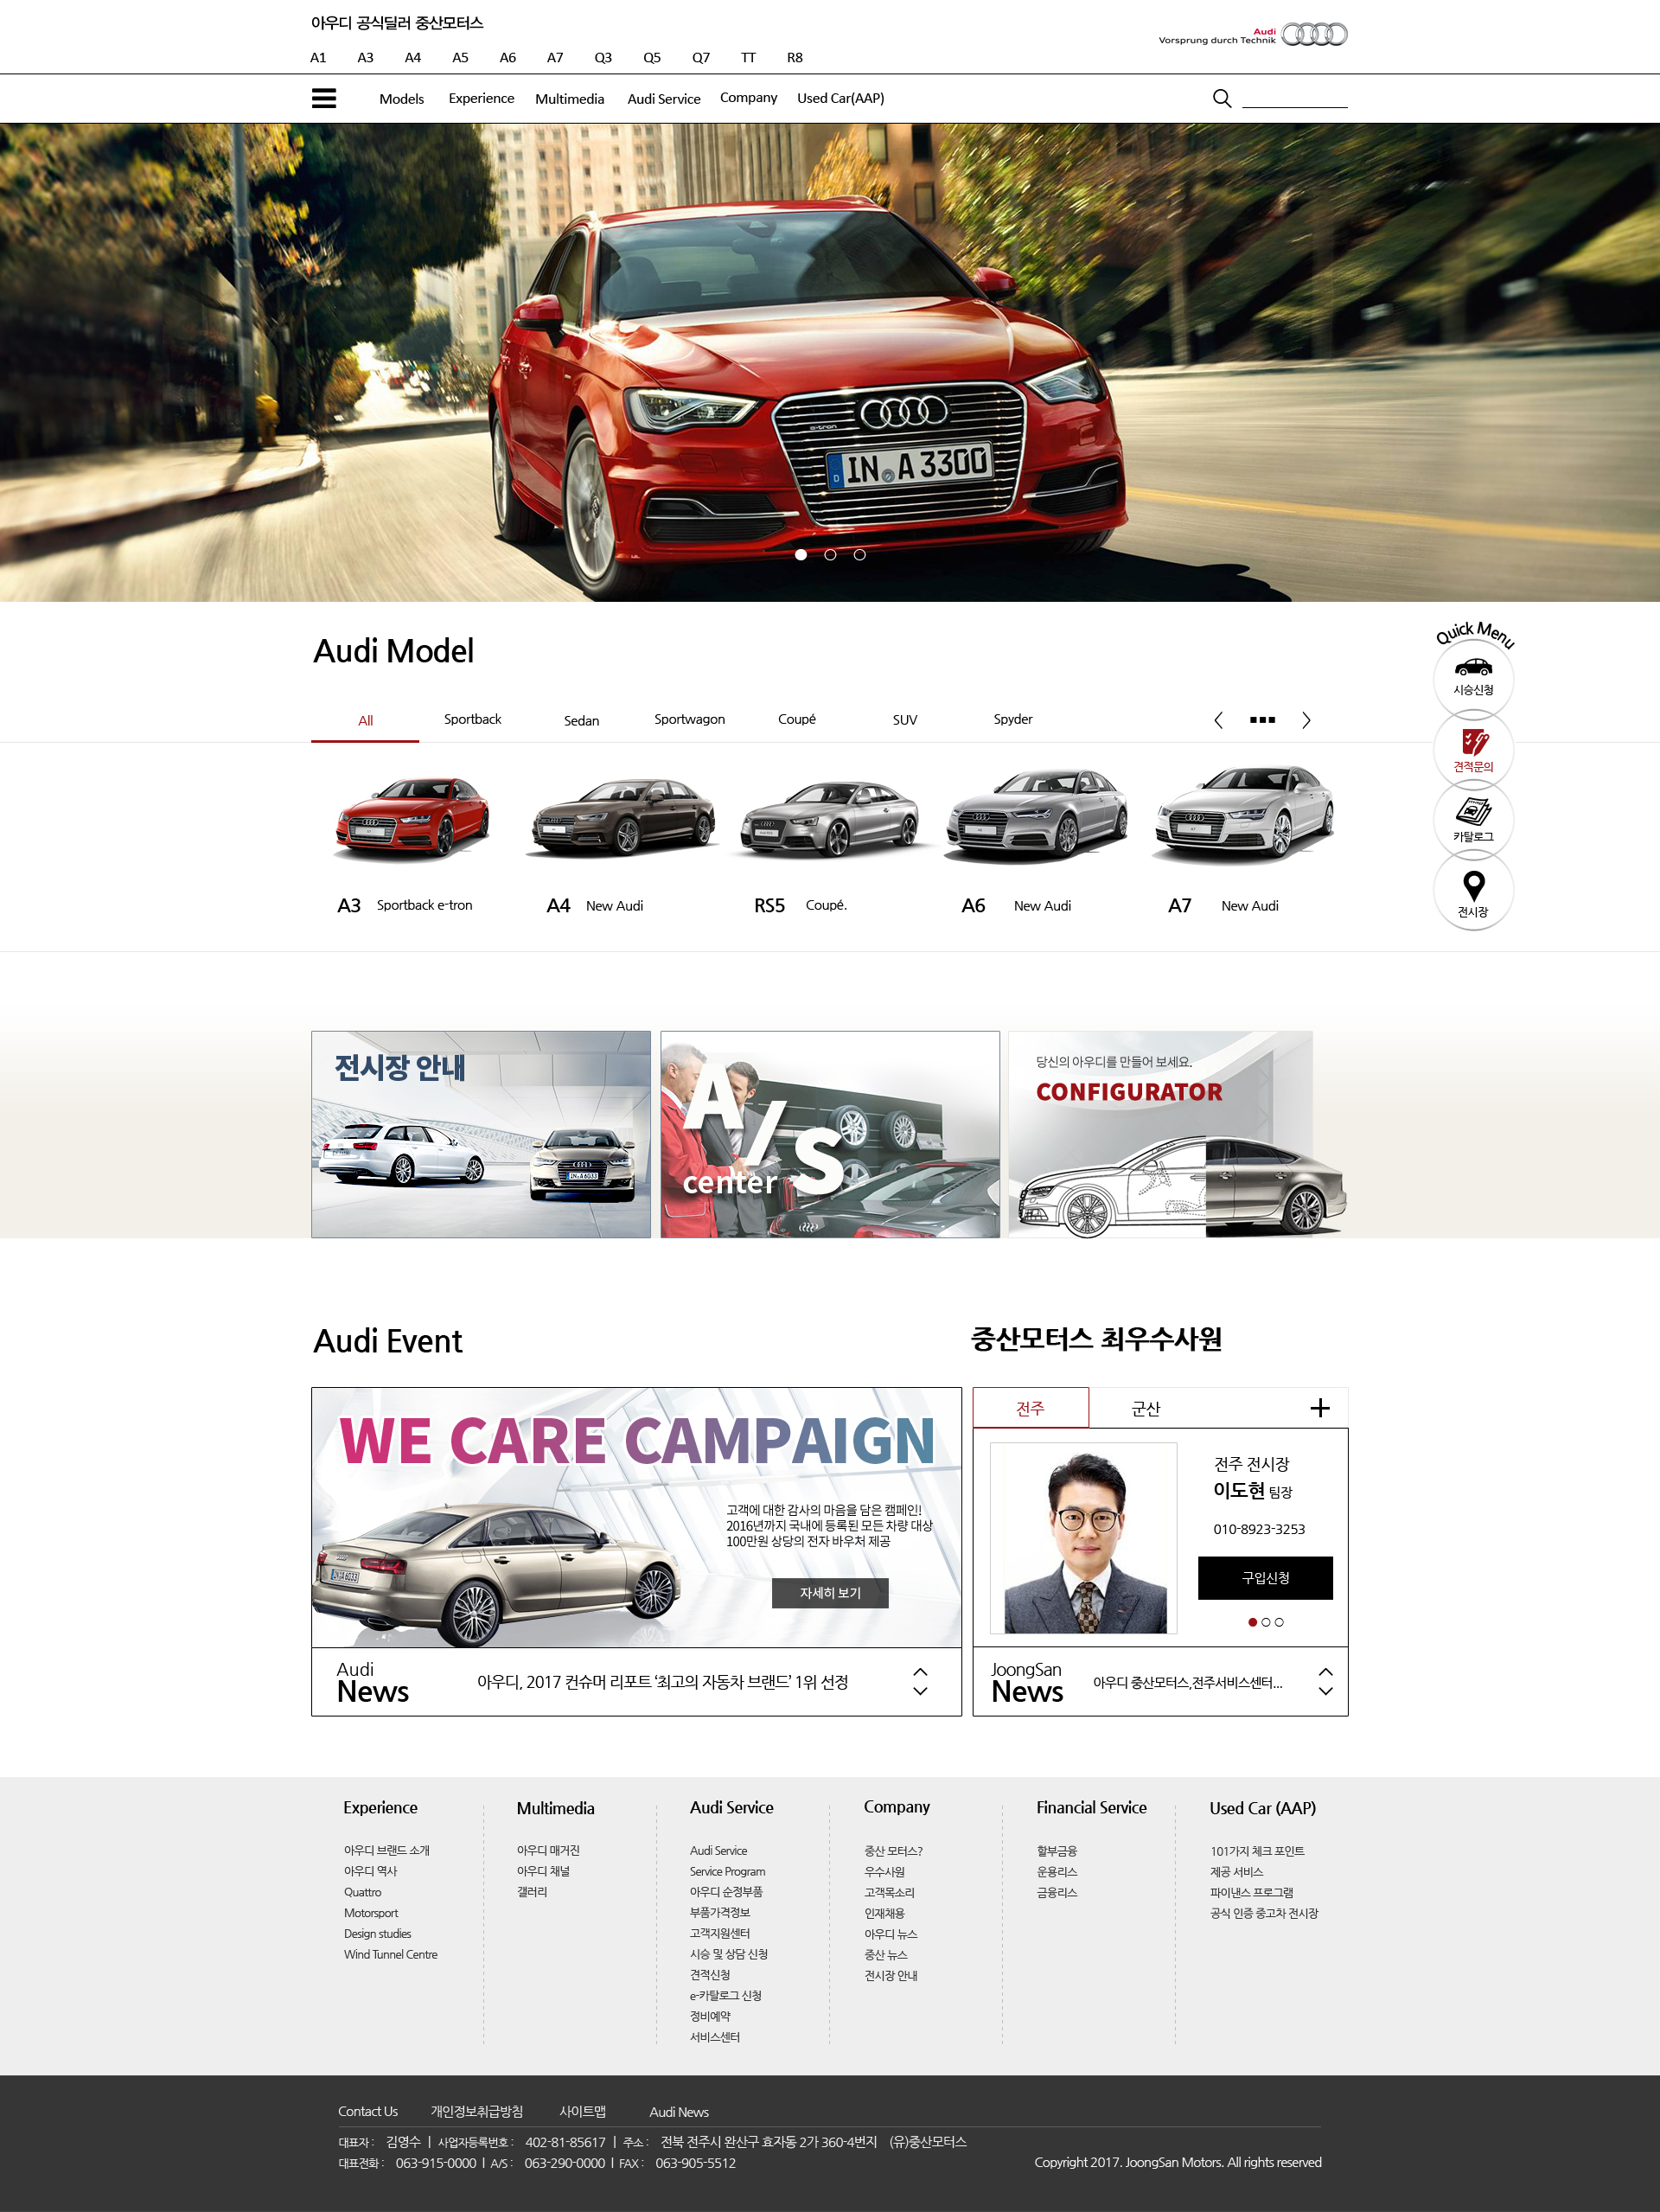 아우디 공식딜러 중산모터스
Audi
Vorsprung durch Technik
A1 A3 A4 A5 A6 A7 Q3 Q5 Q7 TT R8
Models Experience Multimedia Audi Service Company Used Car(AAP)
e-tron
D IN A 3300
Audi Model
Quick Menu
시승신청
견적문의
카탈로그
전시장
All Sportback Sedan Sportwagon Coupé SUV Spyder
A3 Sportback e-tron
A4 New Audi
RS5 Coupé.
A6 New Audi
A7 New Audi
전시장 안내
IN A 6033
A/S
center
당신의 아우디를 만들어 보세요.
CONFIGURATOR
Audi Event
중산모터스 최우수사원
WE CARE CAMPAIGN
고객에 대한 감사의 마음을 담은 캠페인!
2016년까지 국내에 등록된 모든 차량 대상
100만원 상당의 전자 바우처 제공
자세히 보기
IN A 6033
전주 군산
전주 전시장
이도현 팀장
010-8923-3253
구입신청
Audi
News
아우디, 2017 컨슈머 리포트 ‘최고의 자동차 브랜드’ 1위 선정
JoongSan
News
아우디 중산모터스,전주서비스센터...
Experience
아우디 브랜드 소개
아우디 역사
Quattro
Motorsport
Design studies
Wind Tunnel Centre
Multimedia
아우디 매거진
아우디 채널
갤러리
Audi Service
Audi Service
Service Program
아우디 순정부품
부품가격정보
고객지원센터
시승 및 상담 신청
견적신청
e-카탈로그 신청
정비예약
서비스센터
Company
중산 모터스?
우수사원
고객목소리
인재채용
아우디 뉴스
중산 뉴스
전시장 안내
Financial Service
할부금융
운용리스
금융리스
Used Car (AAP)
101가지 체크 포인트
제공 서비스
파이낸스 프로그램
공식 인증 중고차 전시장
Contact Us 개인정보취급방침 사이트맵 Audi News
대표자 : 김영수 | 사업자등록번호 : 402-81-85617 | 주소 : 전북 전주시 완산구 효자동 2가 360-4번지 (유)중산모터스
대표전화 : 063-915-0000 | A/S : 063-290-0000 | FAX : 063-905-5512
Copyright 2017. JoongSan Motors. All rights reserved